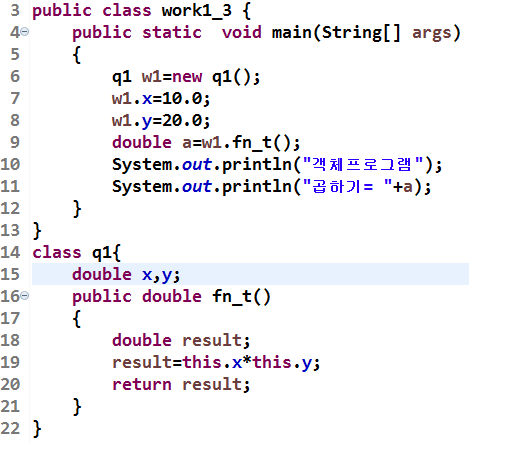 3 public class work1_3 {
4 public static  void main(String[] args)
5 {
6 q1 w1=new q1();
7 w1.x=10.0;
8 w1.y=20.0;
9 double a=w1.fn_t();
10 System.out.println("객체프로그램");
11 System.out.println("곱하기= "+a);
12 }
13 }
14 class q1{
15 double x,y;
16 public double fn_t()
17 {
18 double result;
19 result=this.x*this.y;
20 return result;
21 }
22 }